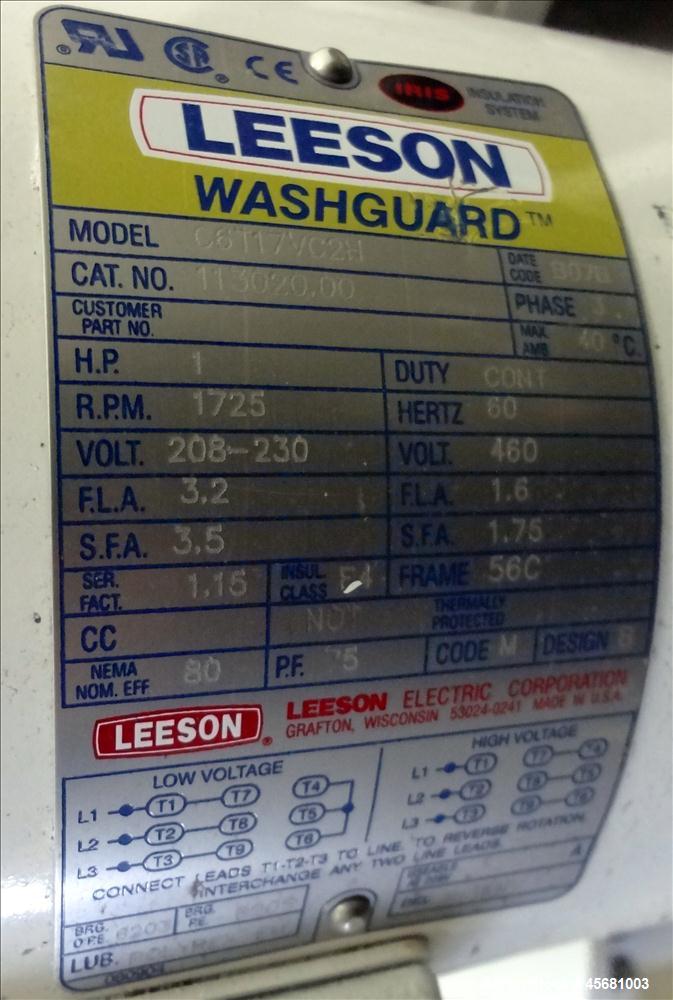 IRIS INSULATION SYSTEM
LEESON
WASHGUARD™
MODEL C6T17VC2H
DATE CODE
CAT. NO. 113020.00
PHASE 3
CUSTOMER PART NO.
MAX. AMB. 40 °C.
H.P. 1 DUTY CONT
R.P.M. 1725 HERTZ 60
VOLT. 208-230 VOLT. 460
F.L.A. 3.2 F.L.A. 1.6
S.F.A. 3.5 S.F.A. 1.75
SER. FACT. 1.15 INSUL. CLASS F4 FRAME 56C
CC NOT THERMALLY PROTECTED
NEMA NOM. EFF 80 P.F. 75 CODE M DESIGN B
LEESON®
LEESON ELECTRIC CORPORATION
GRAFTON, WISCONSIN 53024-0241 MADE IN U.S.A.
LOW VOLTAGE HIGH VOLTAGE
L1 T1 T7 T4 L1 T1 T7 T4
L2 T2 T8 T5 L2 T2 T8 T5
L3 T3 T9 T6 L3 T3 T9 T6
CONNECT LEADS T1-T2-T3 TO LINE. TO REVERSE ROTATION,
INTERCHANGE ANY TWO LINE LEADS.
USEABLE A
BRG. O.P.E. 6203 BRG. P.E.
LUB.
080904
45681003